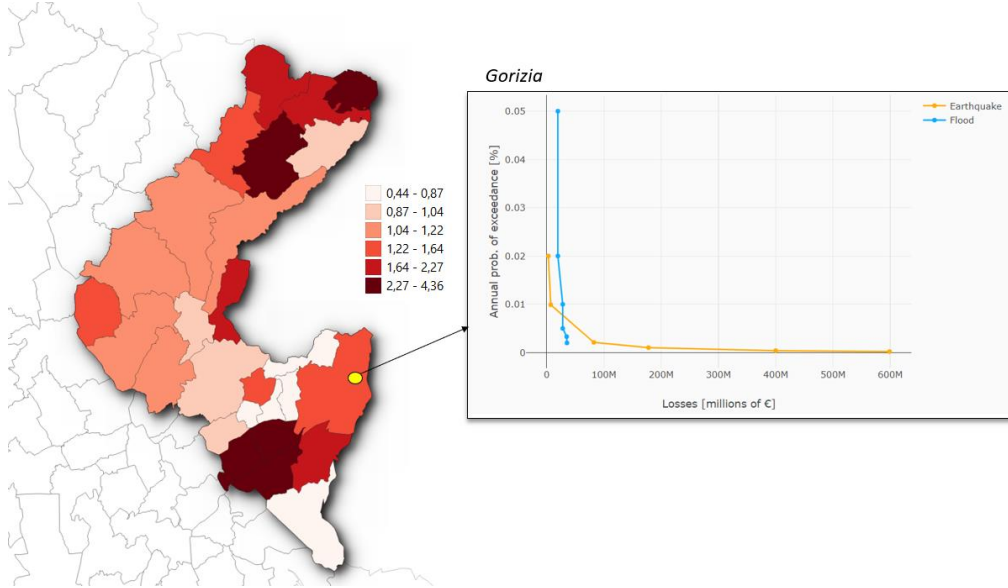 Gorizia
Earthquake
Flood
0.05
0.04
0.03
0.02
0.01
0
Annual prob. of exceedance [%]
0
100M
200M
300M
400M
500M
600M
Losses [millions of €]
0,44 - 0,87
0,87 - 1,04
1,04 - 1,22
1,22 - 1,64
1,64 - 2,27
2,27 - 4,36